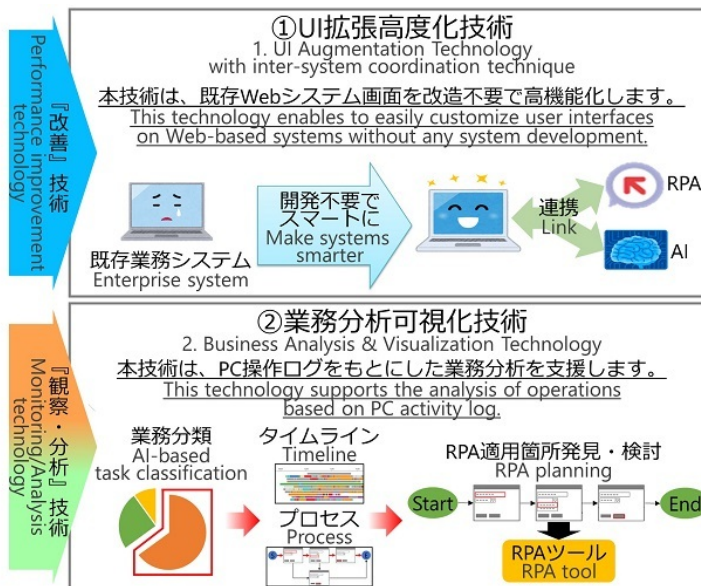 『改善』技術
Performance improvement
technology
①UI拡張高度化技術
1. UI Augmentation Technology
with inter-system coordination technique
本技術は、既存Webシステム画面を改造不要で高機能化します。
This technology enables to easily customize user interfaces
on Web-based systems without any system development.
既存業務システム
Enterprise system
開発不要で
スマートに
Make systems
smarter
連携
Link
RPA
AI
『観察・分析』技術
Monitoring/Analysis
technology
②業務分析可視化技術
2. Business Analysis & Visualization Technology
本技術は、PC操作ログをもとにした業務分析を支援します。
This technology supports the analysis of operations
based on PC activity log.
業務分類
AI-based
task classification
タイムライン
Timeline
プロセス
Process
RPA適用箇所発見・検討
RPA planning
Start
End
RPAツール
RPA tool